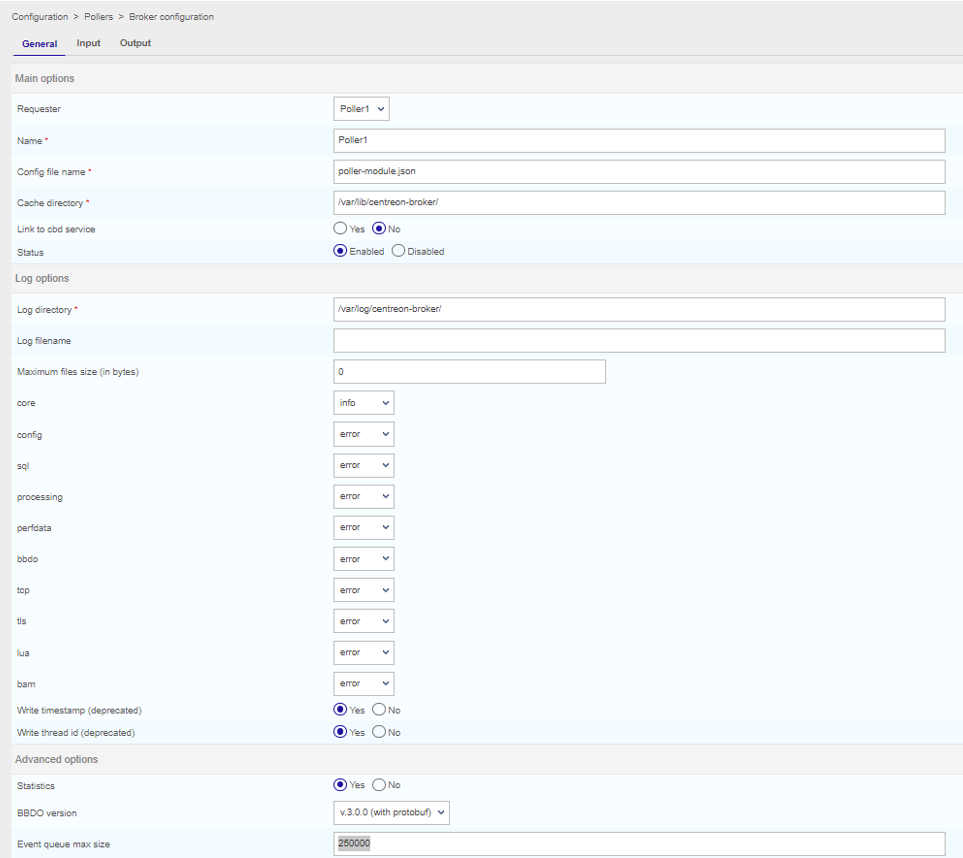 Configuration > Pollers > Broker configuration
General Input Output
Main options
Requester Poller1
Name * Poller1
Config file name * poller-module.json
Cache directory * /var/lib/centreon-broker/
Link to cbd service Yes No
Status Enabled Disabled
Log options
Log directory * /var/log/centreon-broker/
Log filename
Maximum files size (in bytes) 0
core info
config error
sql error
processing error
perfdata error
bbdo error
top error
tls error
lua error
bam error
Write timestamp (deprecated) Yes No
Write thread id (deprecated) Yes No
Advanced options
Statistics Yes No
BBDO version v.3.0.0 (with protobuf)
Event queue max size 250000